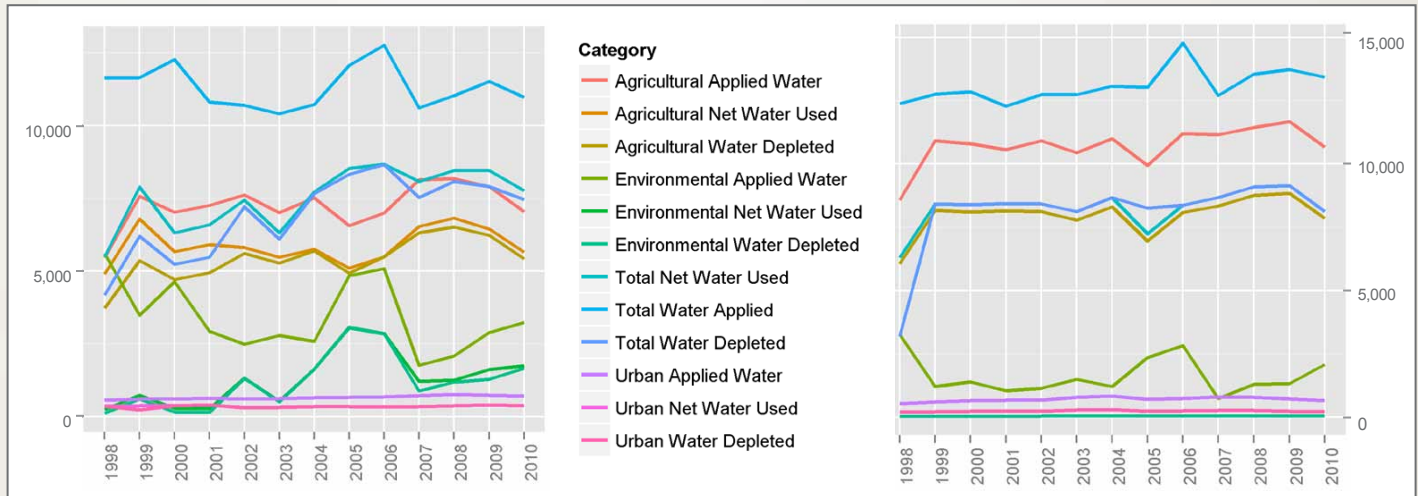 10,000
5,000
0
1998
1999
2000
2001
2002
2003
2004
2005
2006
2007
2008
2009
2010
Category
Agricultural Applied Water
Agricultural Net Water Used
Agricultural Water Depleted
Environmental Applied Water
Environmental Net Water Used
Environmental Water Depleted
Total Net Water Used
Total Water Applied
Total Water Depleted
Urban Applied Water
Urban Net Water Used
Urban Water Depleted
15,000
10,000
5,000
0
1998
1999
2000
2001
2002
2003
2004
2005
2006
2007
2008
2009
2010